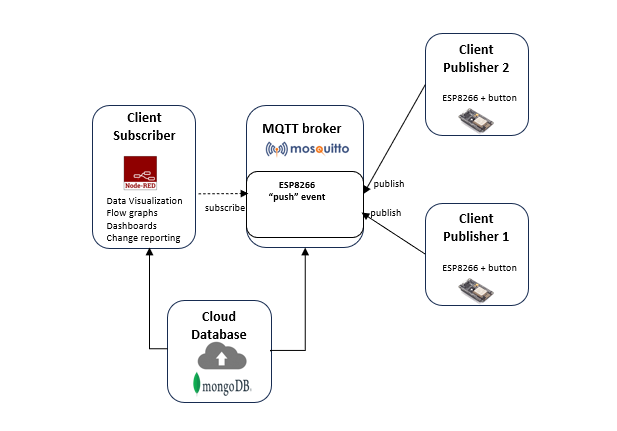 Client
Publisher 2
ESP8266 + button
Client
Subscriber
Node-RED
Data Visualization
Flow graphs
Dashboards
Change reporting
subscribe
MQTT broker
mosquitto
ESP8266
"push" event
publish
publish
Client
Publisher 1
ESP8266 + button
Cloud
Database
mongoDB.